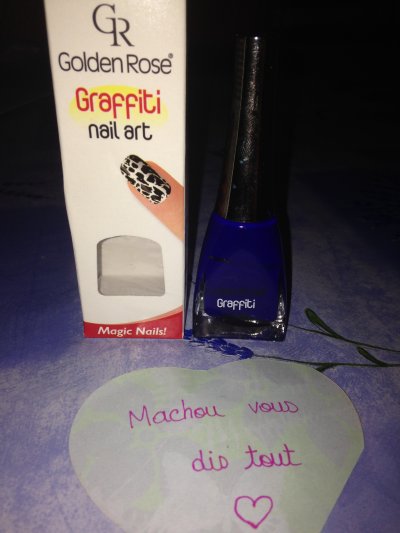 GR
Golden Rose®
Graffiti
nail art
Magic Nails!
Graffiti
Machou vous
dis tout